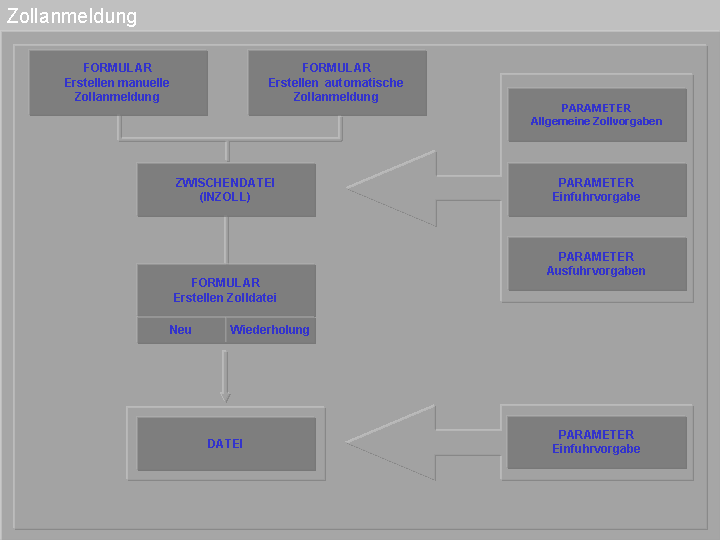 Zollanmeldung
FORMULAR
Erstellen manuelle
Zollanmeldung
FORMULAR
Erstellen automatische
Zollanmeldung
PARAMETER
Allgemeine Zollvorgaben
ZWISCHENDATEI
(INZOLL)
PARAMETER
Einfuhrvorgabe
PARAMETER
Ausfuhrvorgaben
FORMULAR
Erstellen Zolldatei
Neu
Wiederholung
DATEI
PARAMETER
Einfuhrvorgabe